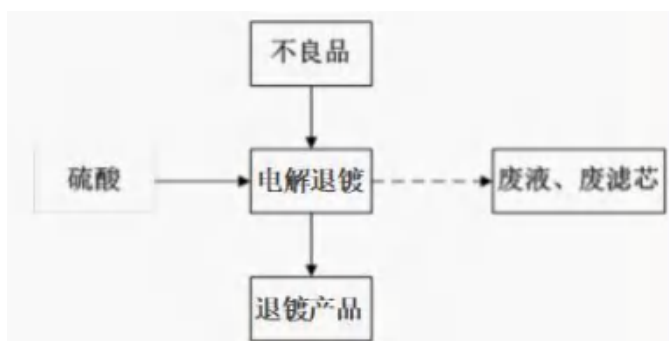 不良品
硫酸
电解退镀
废液、废滤芯
退镀产品